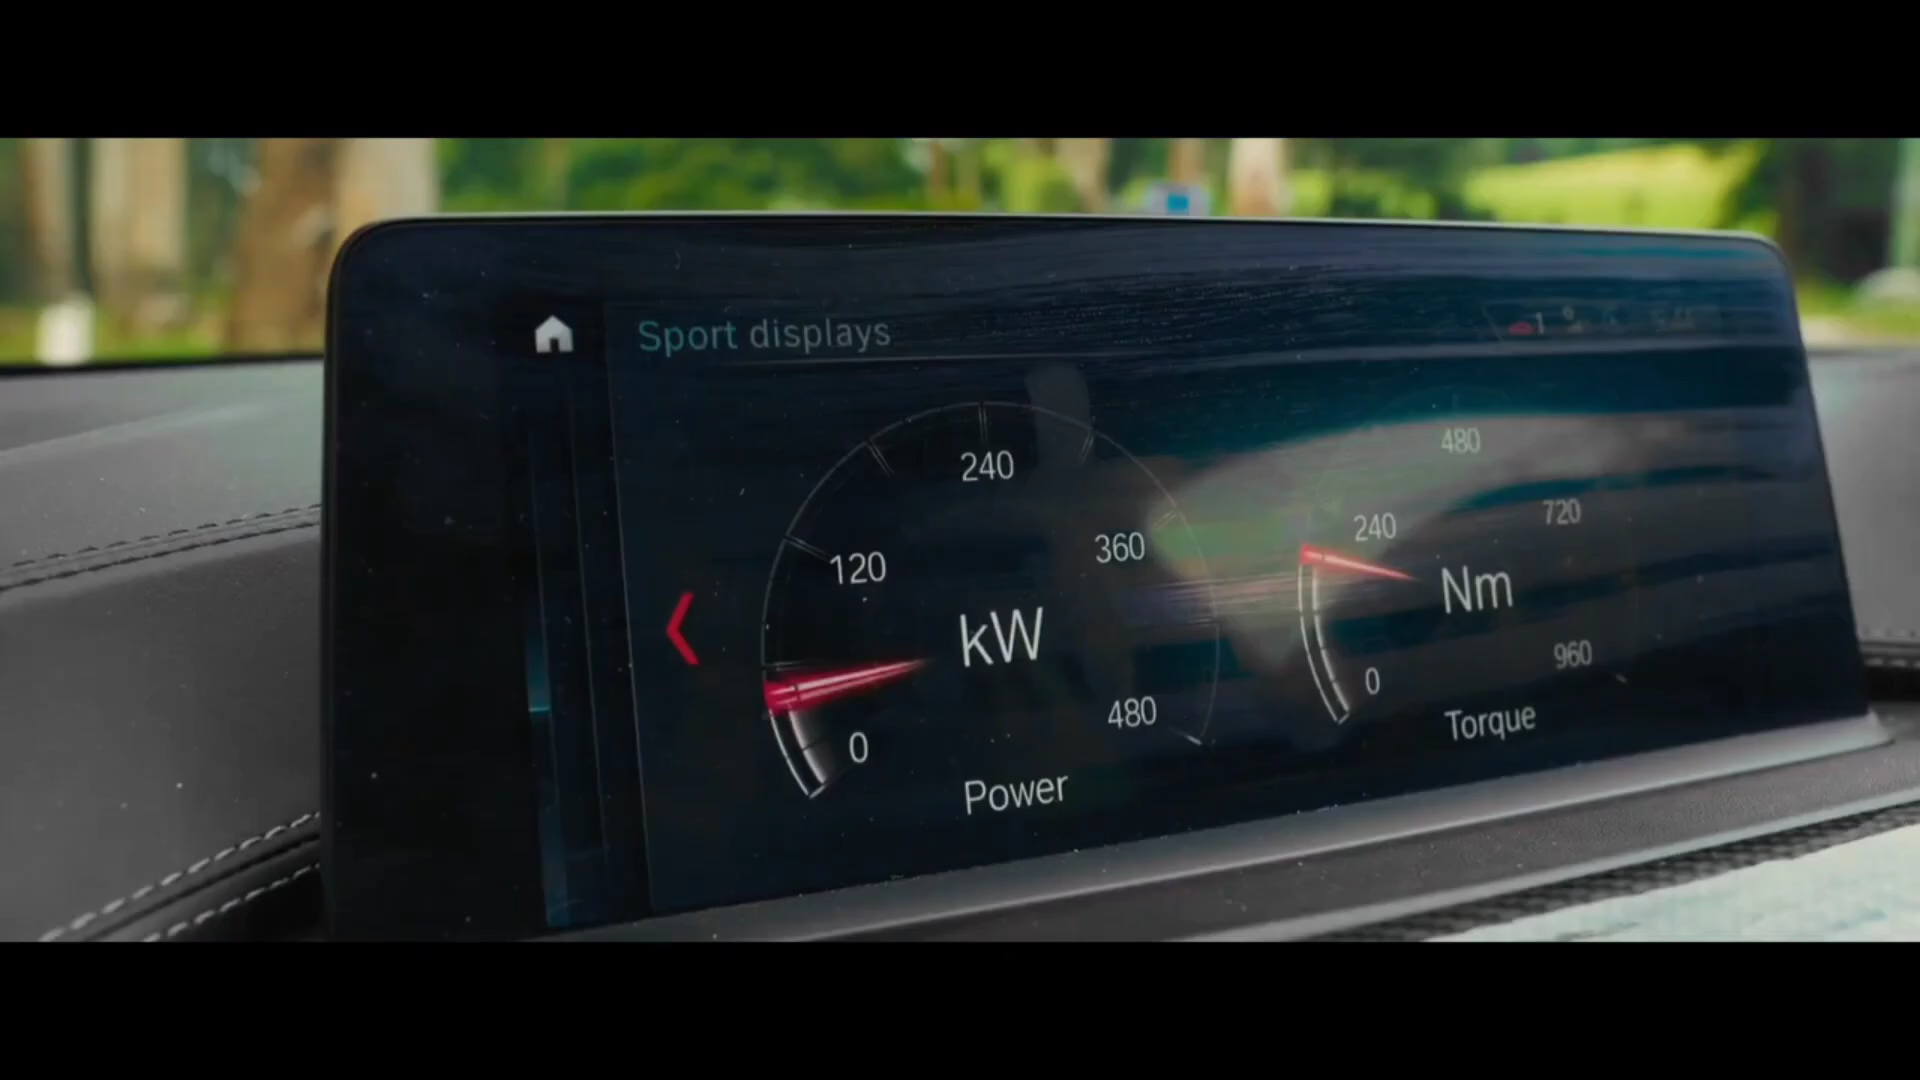 Sport displays
240
120
360
kW
0
480
Power
480
240
720
Nm
0
960
Torque